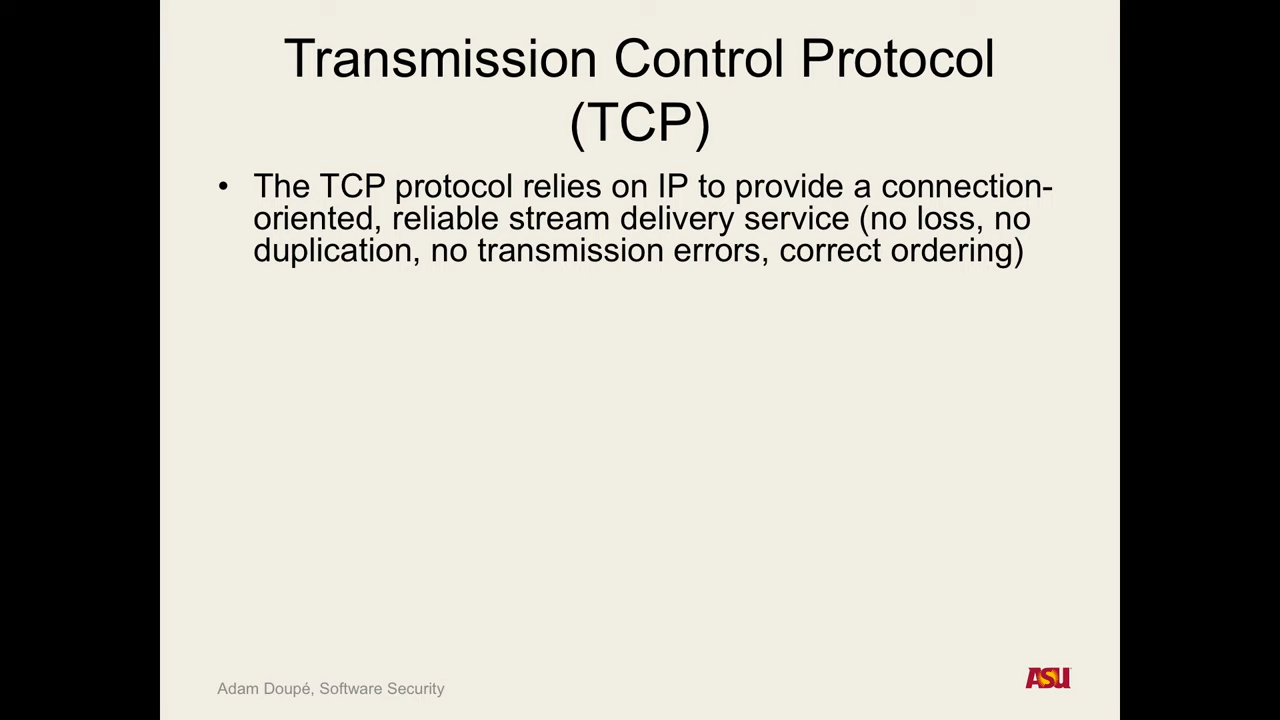 Transmission Control Protocol
(TCP)
• The TCP protocol relies on IP to provide a connection-
oriented, reliable stream delivery service (no loss, no
duplication, no transmission errors, correct ordering)
Adam Doupé, Software Security
ASU